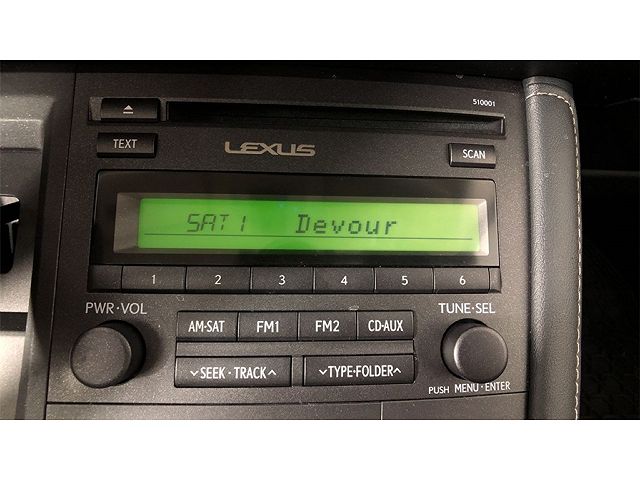 510001
TEXT
LEXUS
SCAN
SAT1 Devour
1 2 3 4 5 6
PWR·VOL
TUNE·SEL
AM·SAT FM1 FM2 CD·AUX
SEEK·TRACK TYPE·FOLDER
PUSH MENU·ENTER